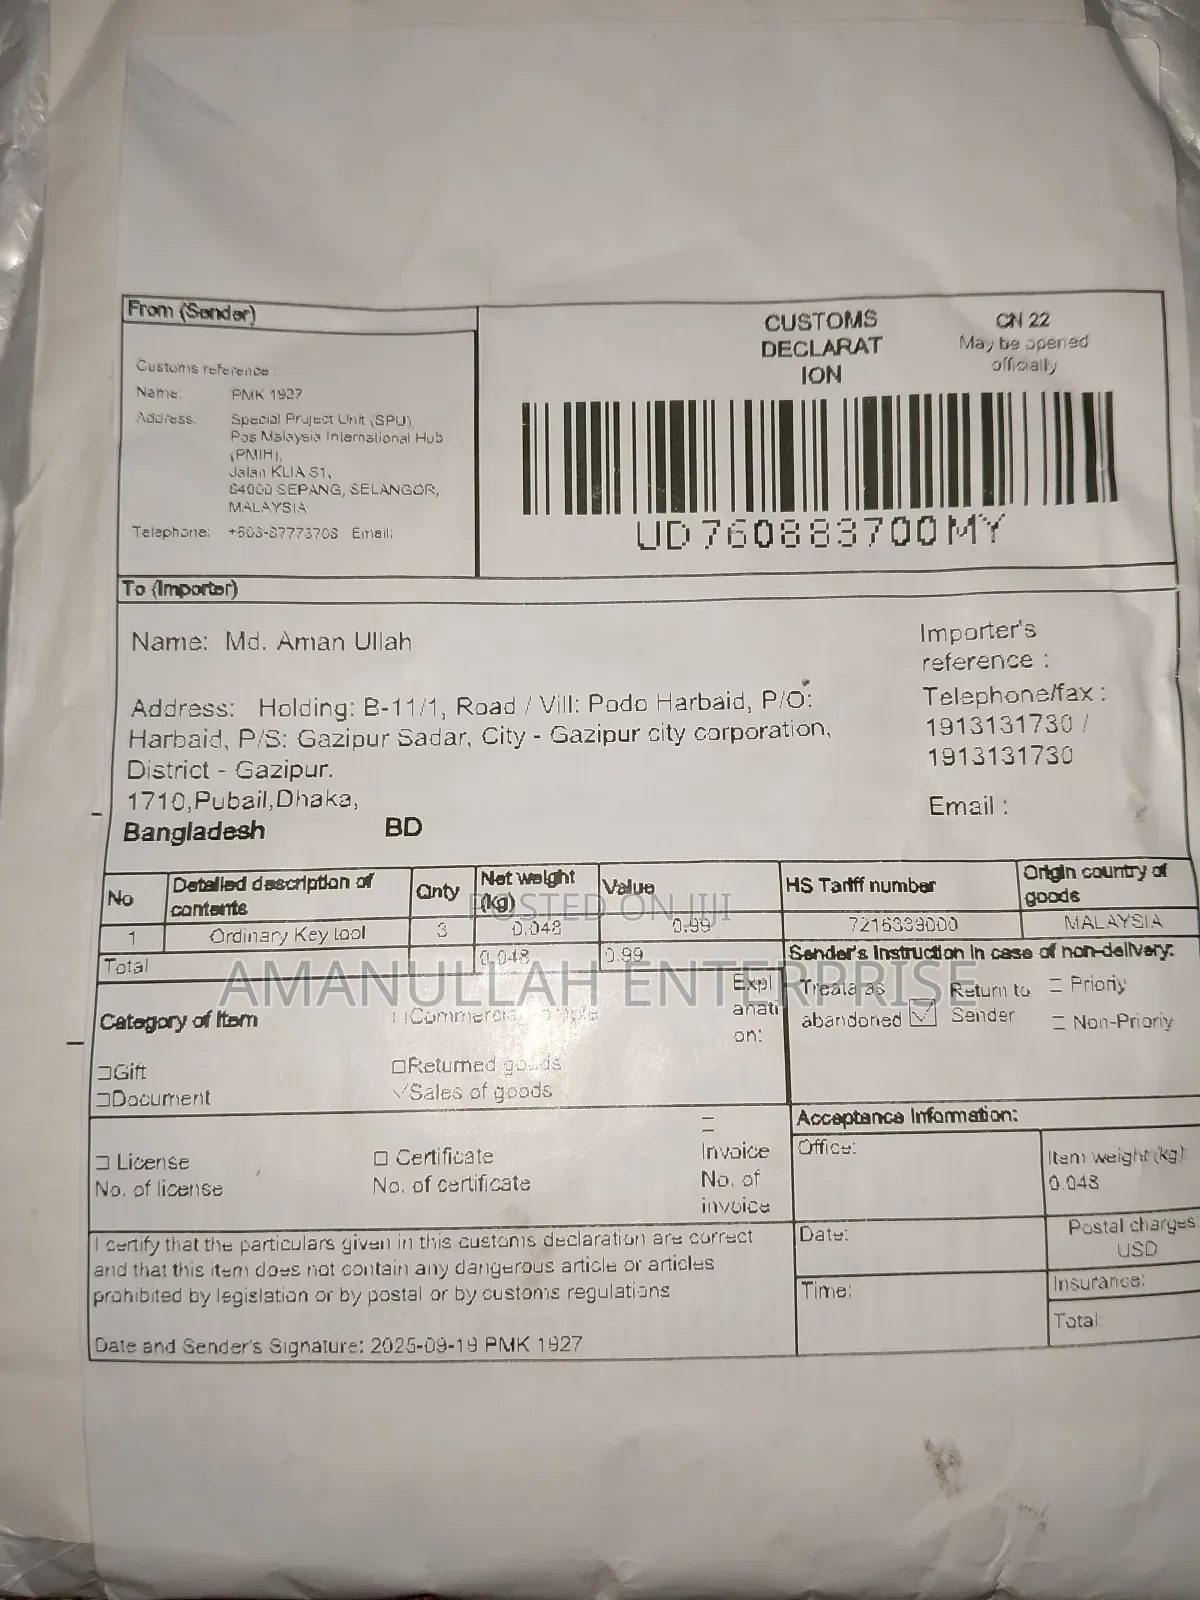 From (Sender)
Customs reference :
Name: PMK 1927
Address: Special Project Unit (SPU),
Pos Malaysia International Hub
(PMIH),
Jalan KLIA S1,
64000 SEPANG, SELANGOR,
MALAYSIA
Telephone: +603-87773708 Email:
CUSTOMS
DECLARAT
ION
CN 22
May be opened
officially
UD760883700MY
To (Importer)
Name: Md. Aman Ullah
Address: Holding: B-11/1, Road / Vill: Podo Harbaid, P/O:
Harbaid, P/S: Gazipur Sadar, City - Gazipur city corporation,
District - Gazipur.
1710,Pubail,Dhaka,
Bangladesh BD
Importer's
reference :
Telephone/fax :
1913131730 /
1913131730
Email :
No Detailed description of contents Qnty Net weight (kg) Value HS Tariff number Origin country of goods
1 Ordinary Key tool 3 0.048 0.99 7216339000 MALAYSIA
Total 0.048 0.99
POSTED ON JIJI
AMANULLAH ENTERPRISE
Sender's Instruction in case of non-delivery:
abandoned
Return to
Sender
Priority
Non-Priority
Category of Item
Expl
anati
on:
Gift
Returned goods
Document
Sales of goods
License
No. of license
Certificate
No. of certificate
Invoice
No. of
invoice
Acceptance Information:
Office:
Item weight (kg):
0.048
Date:
Postal charges:
USD
Time:
Insurance:
Total:
I certify that the particulars given in this customs declaration are correct
and that this item does not contain any dangerous article or articles
prohibited by legislation or by postal or by customs regulations
Date and Sender's Signature: 2025-09-19 PMK 1927